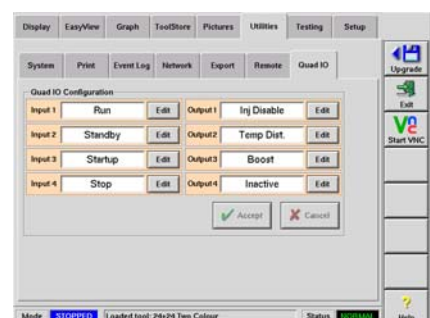 Display EasyView Graph ToolStore Pictures Utilities Testing Setup
System Print Event Log Network Export Remote Quad IO
Upgrade
Quad IO Configuration
Exit
Input 1 Run Edit Output1 Inj Disable Edit
Input 2 Standby Edit Output2 Temp Dist. Edit
Start VNC
Input 3 Startup Edit Output3 Boost Edit
Input 4 Stop Edit Output4 Inactive Edit
Accept Cancel
Mode STOPPED Loaded tool: 24+24 Two Colour Status NORMAL Help